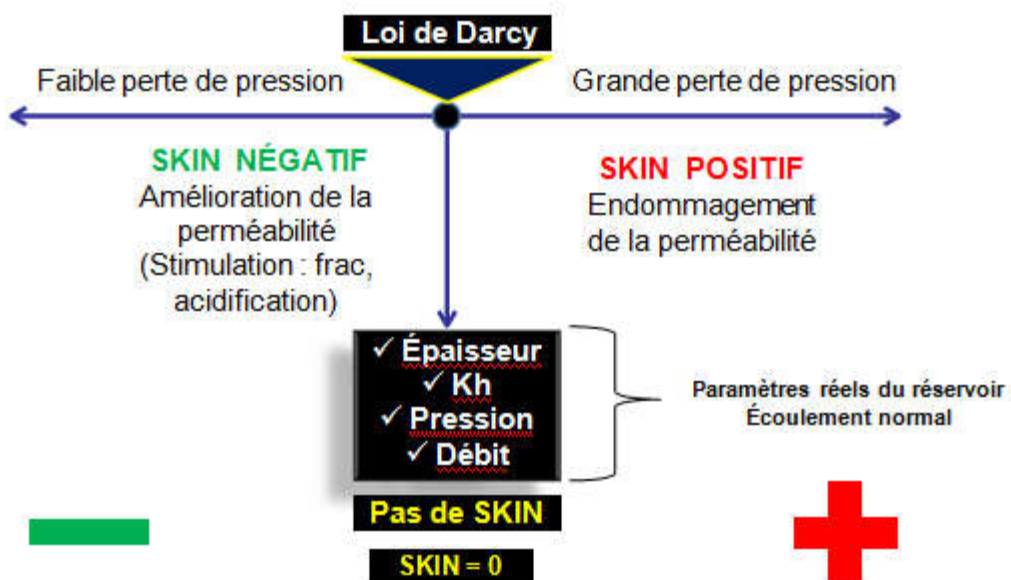 Loi de Darcy
Faible perte de pression
Grande perte de pression
SKIN NÉGATIF
Amélioration de la
perméabilité
(Stimulation : frac,
acidification)
SKIN POSITIF
Endommagement
de la perméabilité
✓ Épaisseur
✓ Kh
✓ Pression
✓ Débit
Paramètres réels du réservoir
Écoulement normal
Pas de SKIN
SKIN = 0